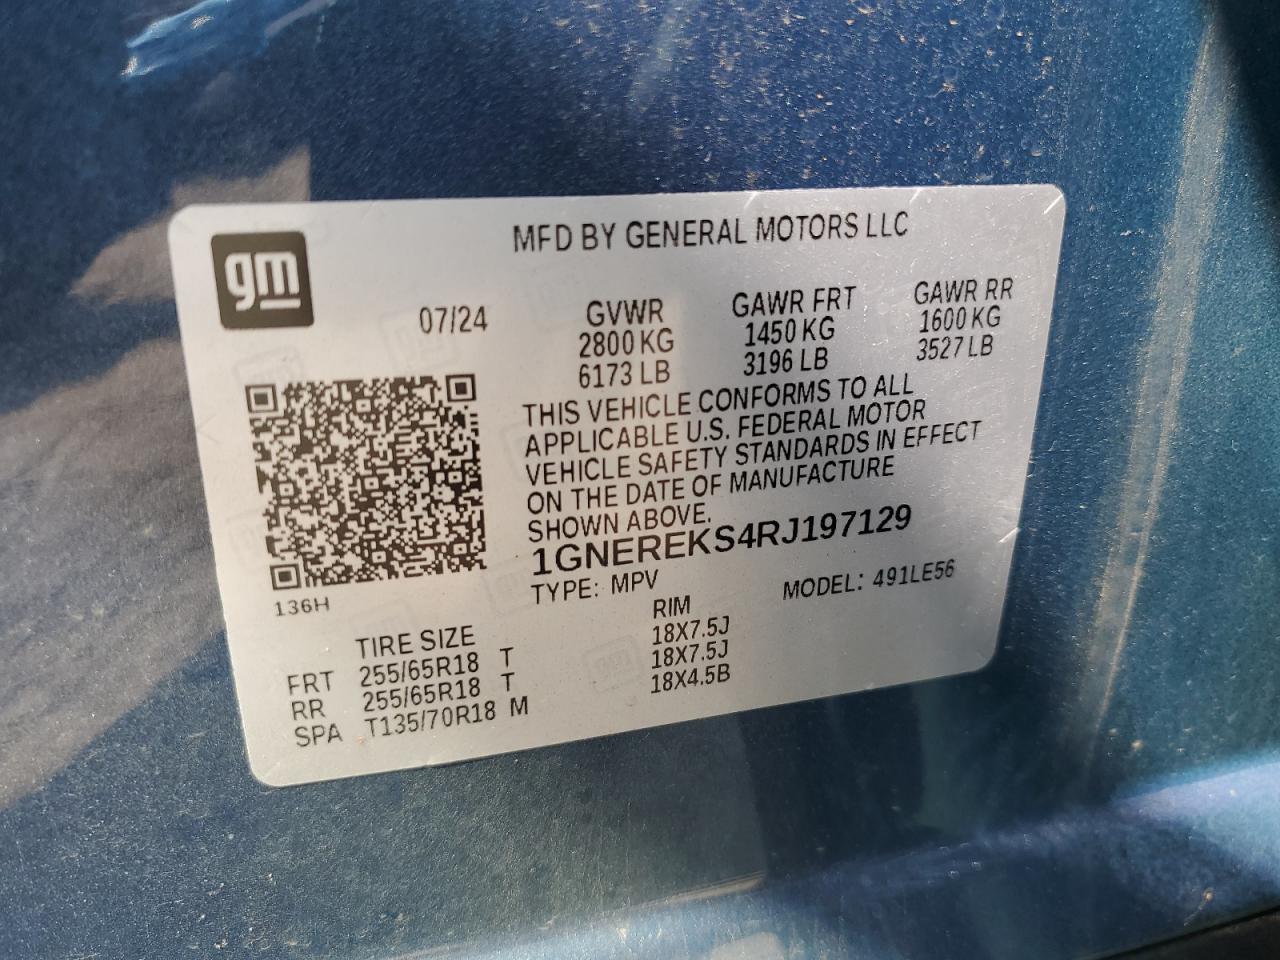 MFD BY GENERAL MOTORS LLC
gm
07/24 GVWR GAWR FRT GAWR RR
2800 KG 1450 KG 1600 KG
6173 LB 3196 LB 3527 LB
THIS VEHICLE CONFORMS TO ALL
APPLICABLE U.S. FEDERAL MOTOR
VEHICLE SAFETY STANDARDS IN EFFECT
ON THE DATE OF MANUFACTURE
SHOWN ABOVE.
1GNEREKS4RJ197129
TYPE: MPV MODEL: 491LE56
136H
TIRE SIZE RIM
FRT 255/65R18 T 18X7.5J
RR 255/65R18 T 18X7.5J
SPA T135/70R18 M 18X4.5B